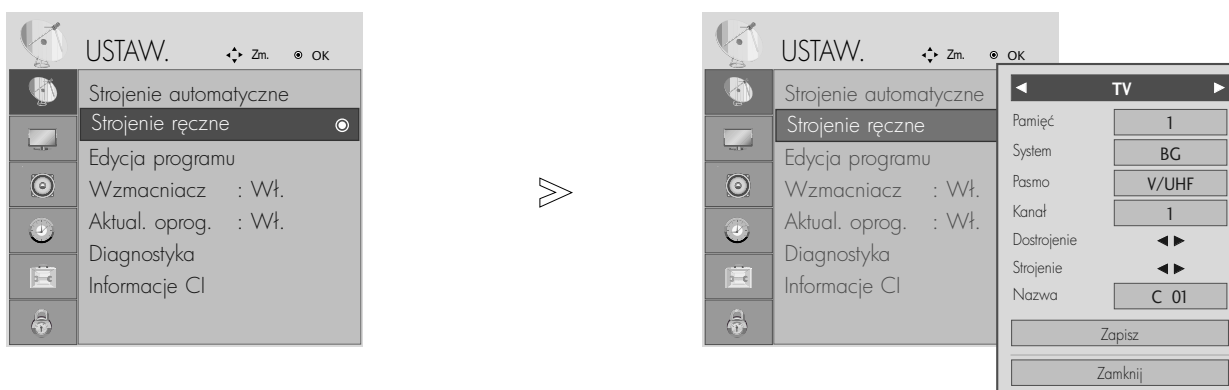 USTAW.
Zm. OK
Strojenie automatyczne
Strojenie ręczne
Edycja programu
Wzmacniacz : Wł.
Aktual. oprog. : Wł.
Diagnostyka
Informacje CI
USTAW.
Zm. OK
Strojenie automatyczne
Strojenie ręczne
Edycja programu
Wzmacniacz : Wł.
Aktual. oprog. : Wł.
Diagnostyka
Informacje CI
TV
Pamięć 1
System BG
Pasmo V/UHF
Kanał 1
Dostrojenie
Strojenie
Nazwa C 01
Zapisz
Zamknij